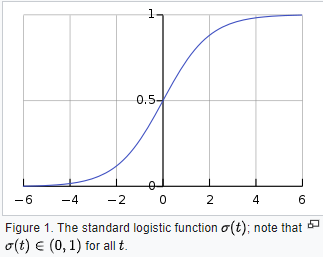 1
0.5
0
−6 −4 −2 0 2 4 6
Figure 1. The standard logistic function σ(t); note that
σ(t) ∈ (0, 1) for all t.